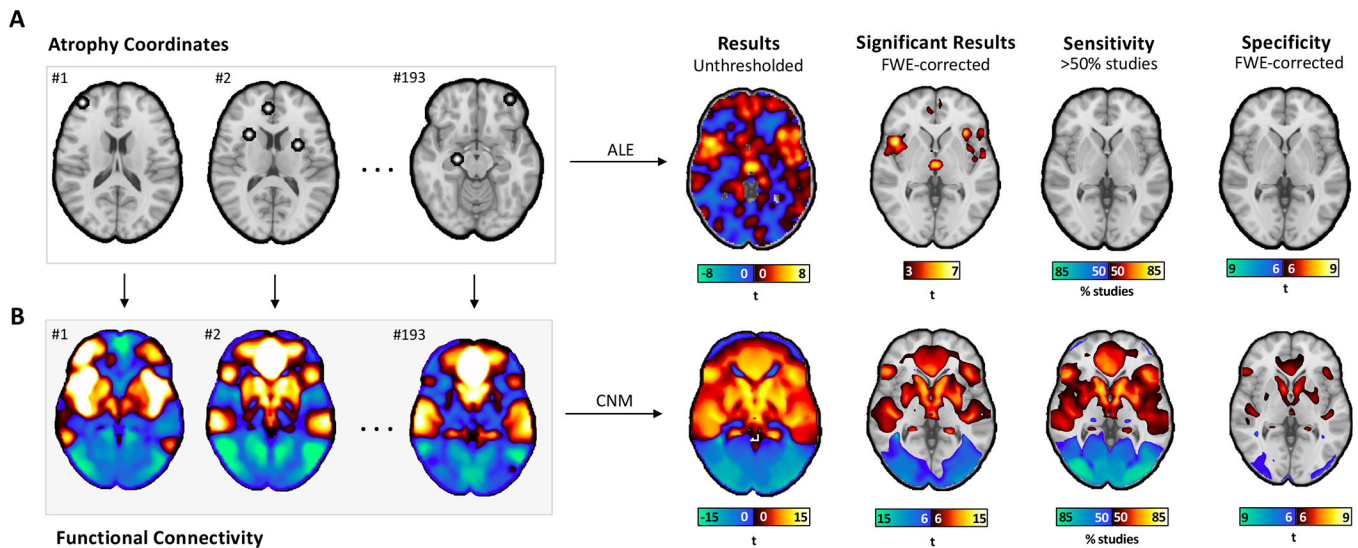 A
Atrophy Coordinates
#1
#2
#193
. . .
ALE
Results
Unthresholded
Significant Results
FWE-corrected
Sensitivity
>50% studies
Specificity
FWE-corrected
-8 0 0 8
t
3 7
t
85 50 50 85
% studies
9 6 6 9
t
B
#1
#2
#193
. . .
CNM
Functional Connectivity
-15 0 0 15
t
15 6 6 15
t
85 50 50 85
% studies
9 6 6 9
t